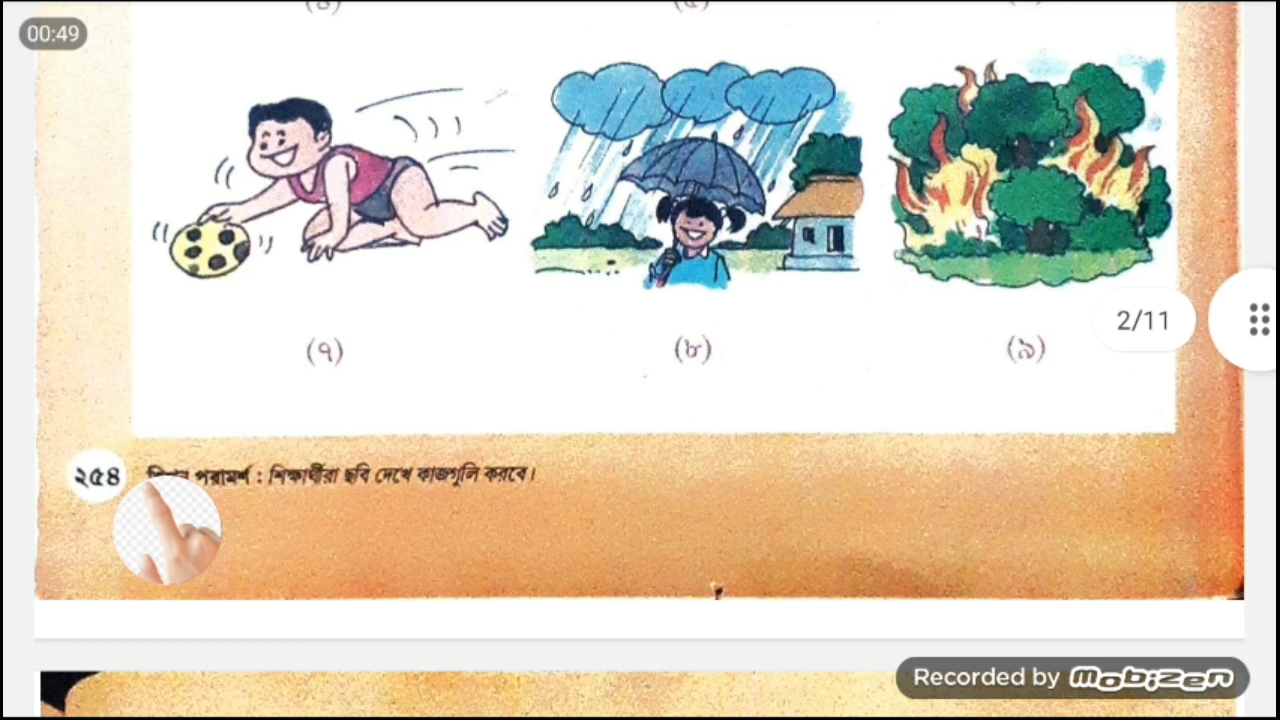 00:49
(৭) (৮) (৯)
2/11
২৫৪ পরামর্শ : শিক্ষার্থীরা ছবি দেখে কাজগুলি করবে।
Recorded by mobizen